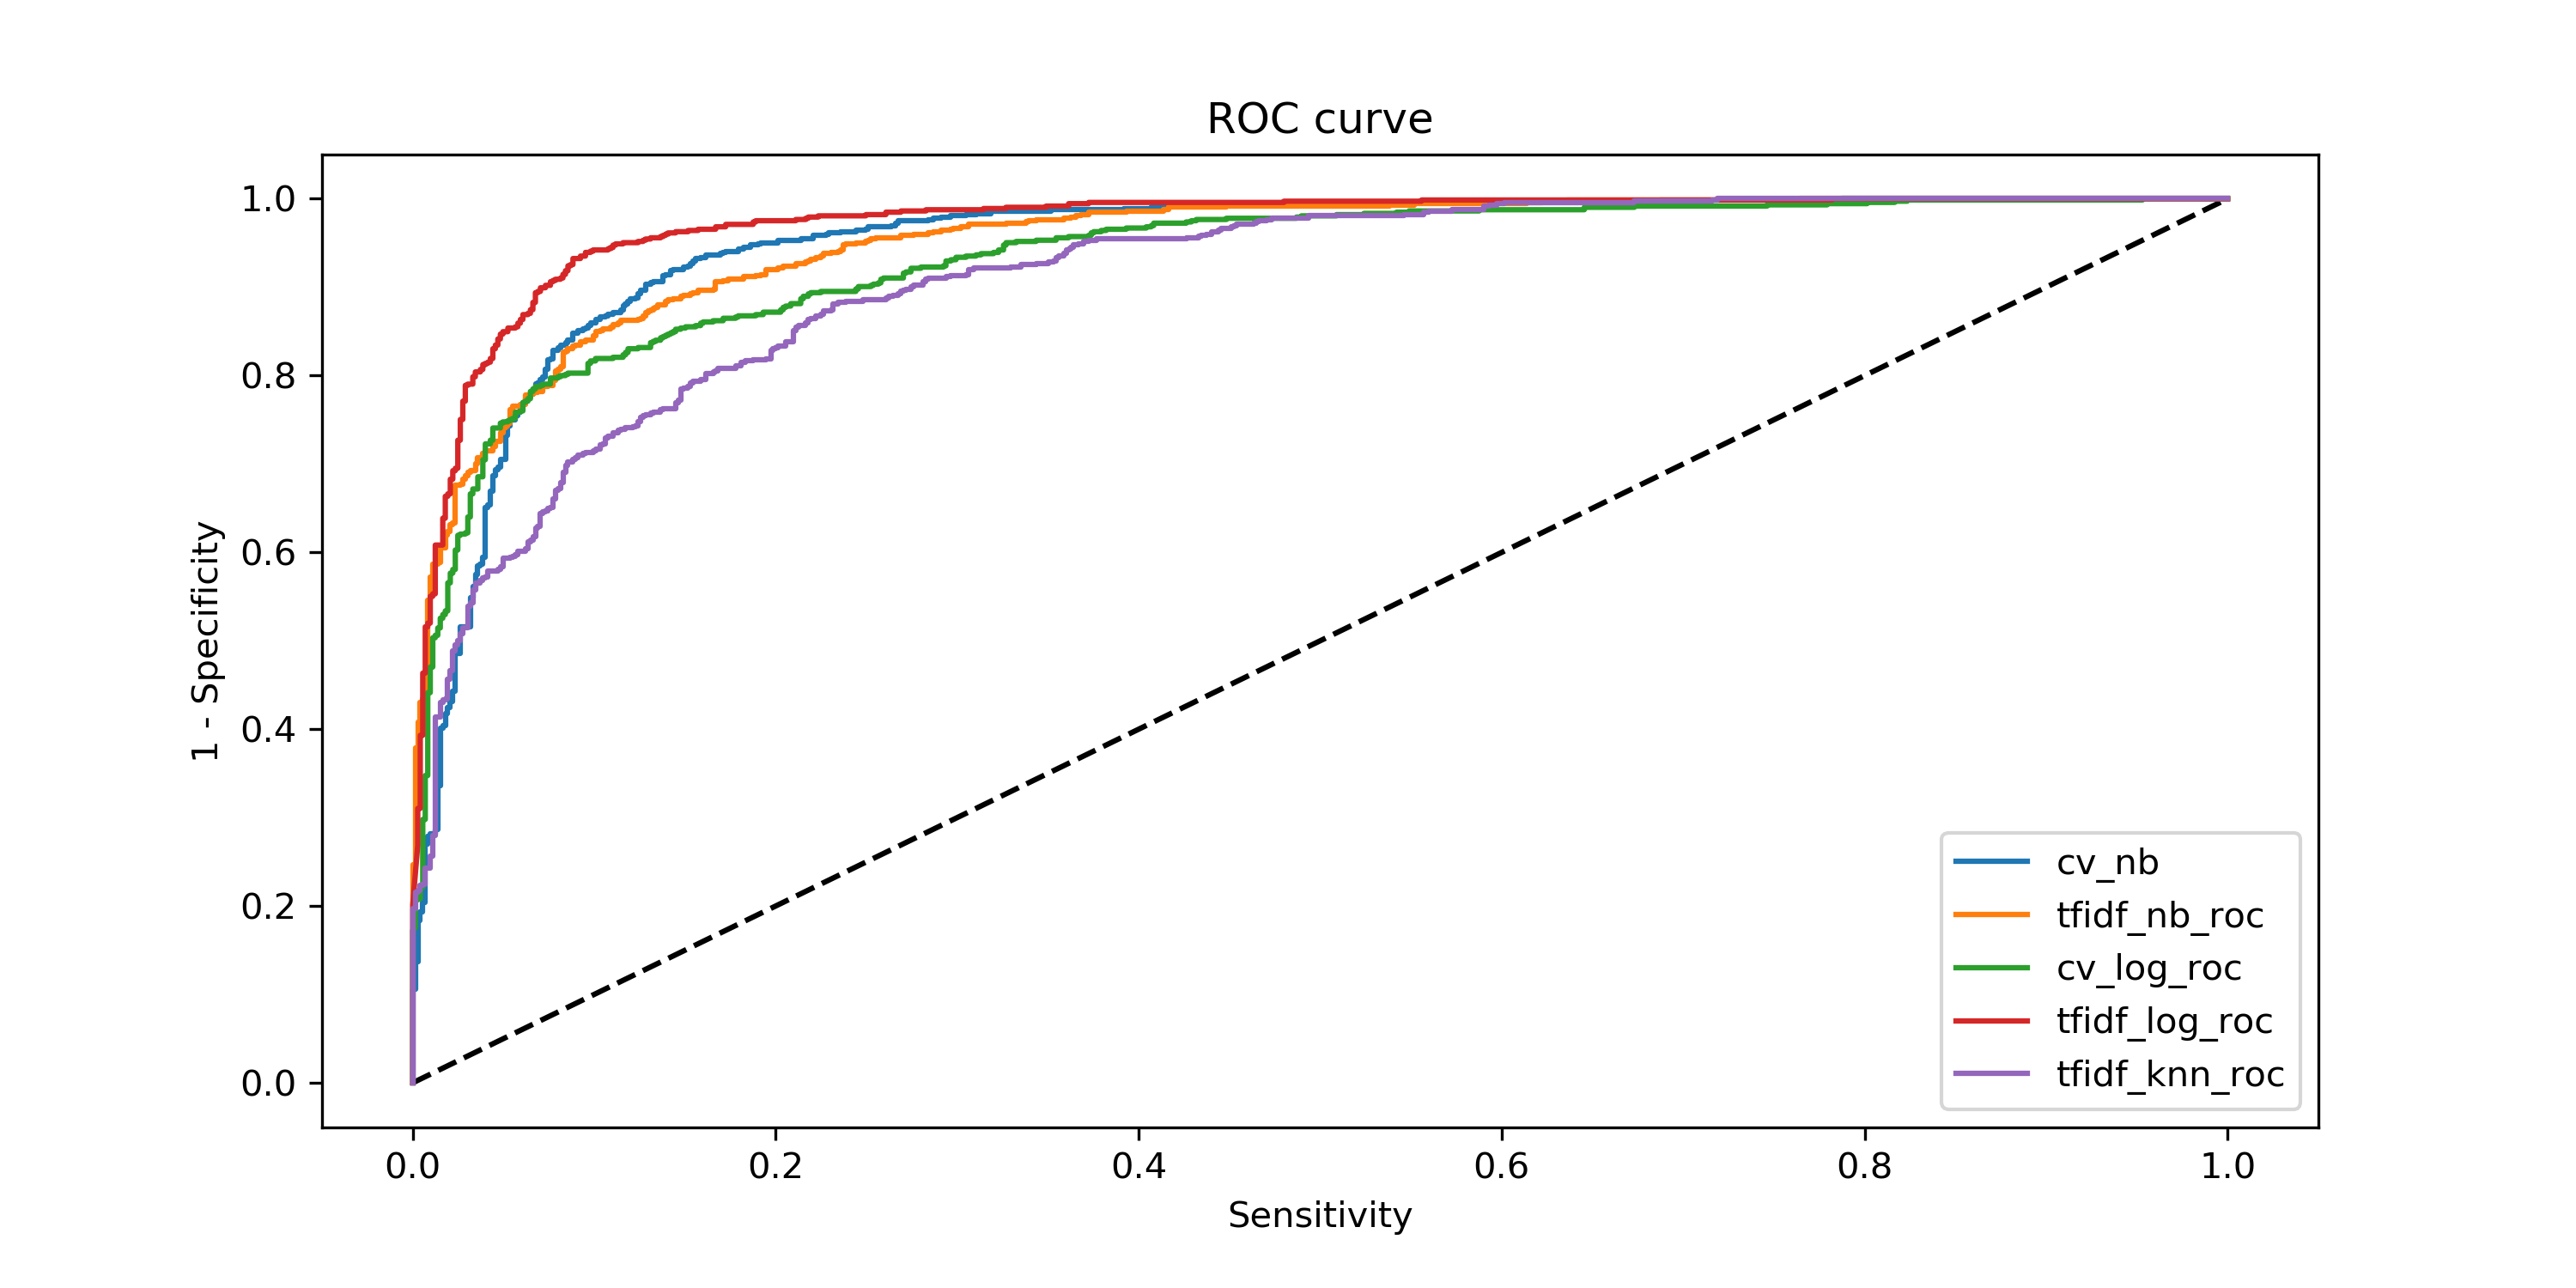 ROC curve
1.0
0.8
0.6
0.4
0.2
0.0
1 - Specificity
0.0 0.2 0.4 0.6 0.8 1.0
Sensitivity
cv_nb
tfidf_nb_roc
cv_log_roc
tfidf_log_roc
tfidf_knn_roc